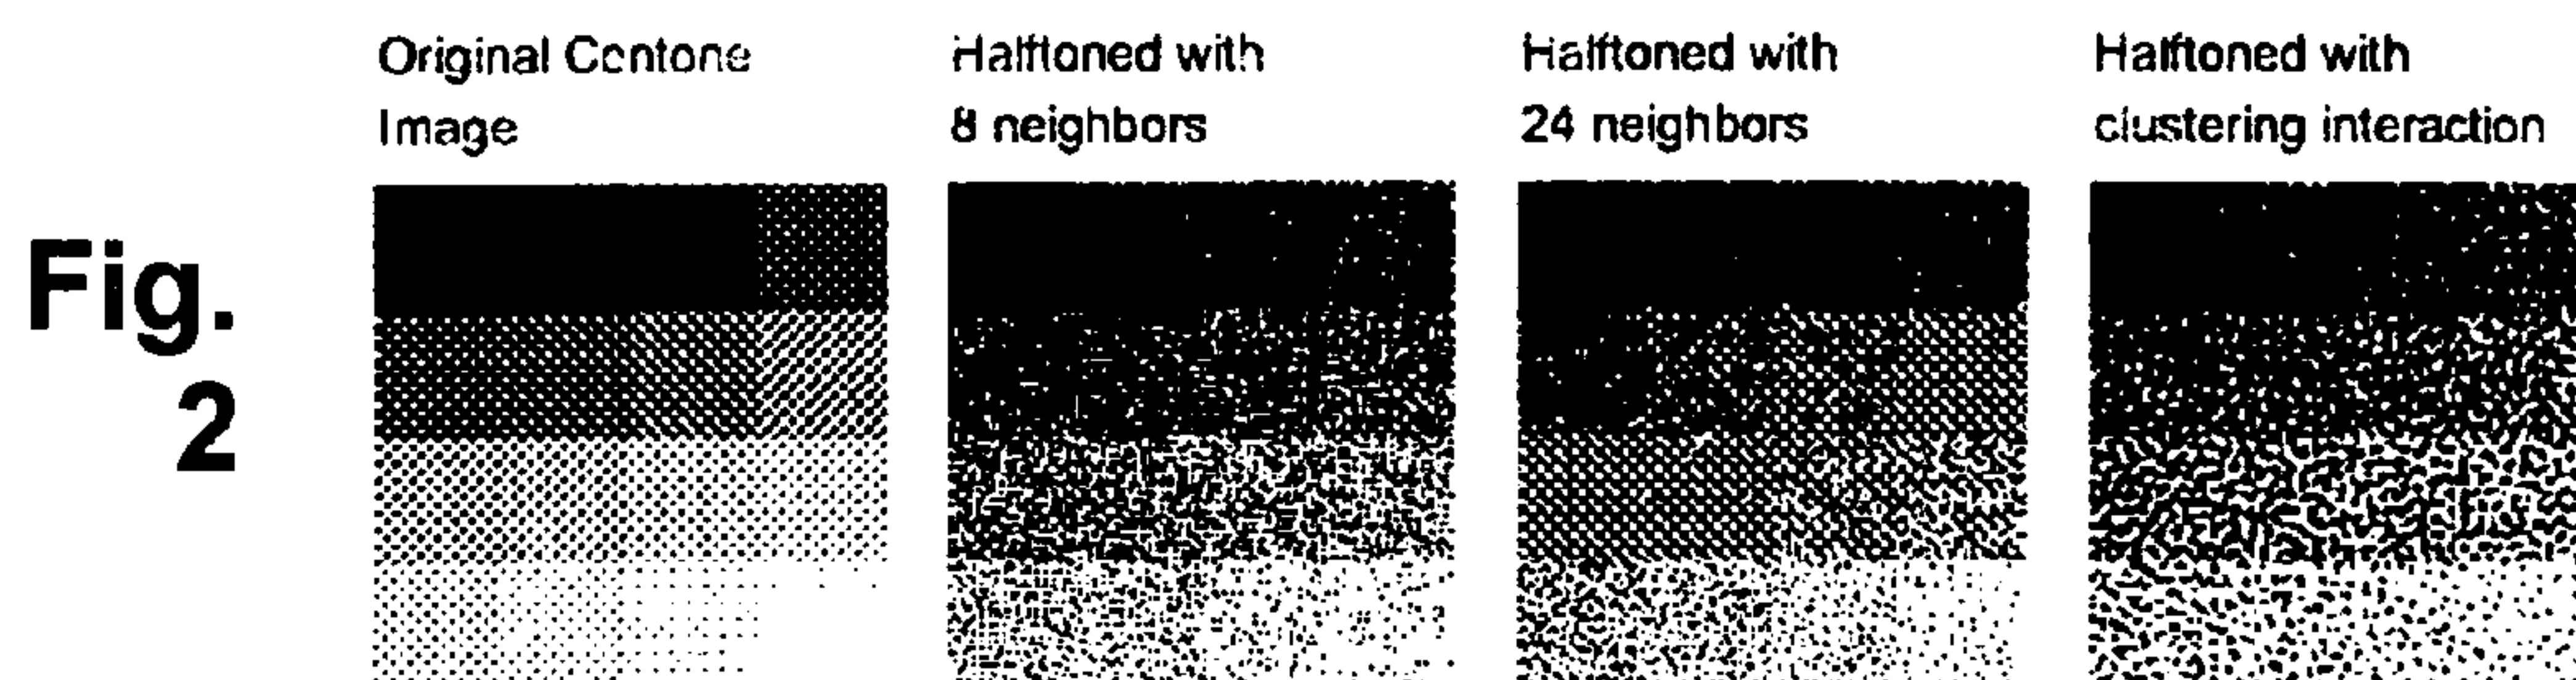 Original Contone
Image
Halftoned with
8 neighbors
Halftoned with
24 neighbors
Halftoned with
clustering interaction
Fig.
2